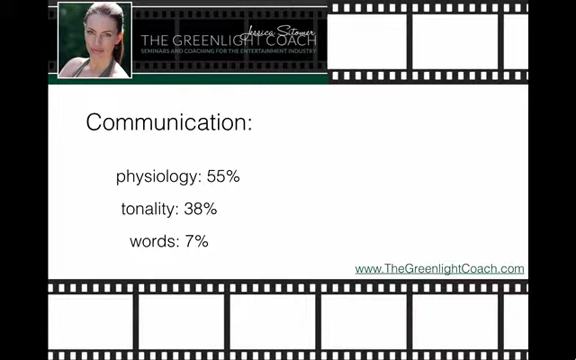 Jessica Sitomer
THE GREENLIGHT COACH
SEMINARS AND COACHING FOR THE ENTERTAINMENT INDUSTRY
Communication:
physiology: 55%
tonality: 38%
words: 7%
www.TheGreenlightCoach.com